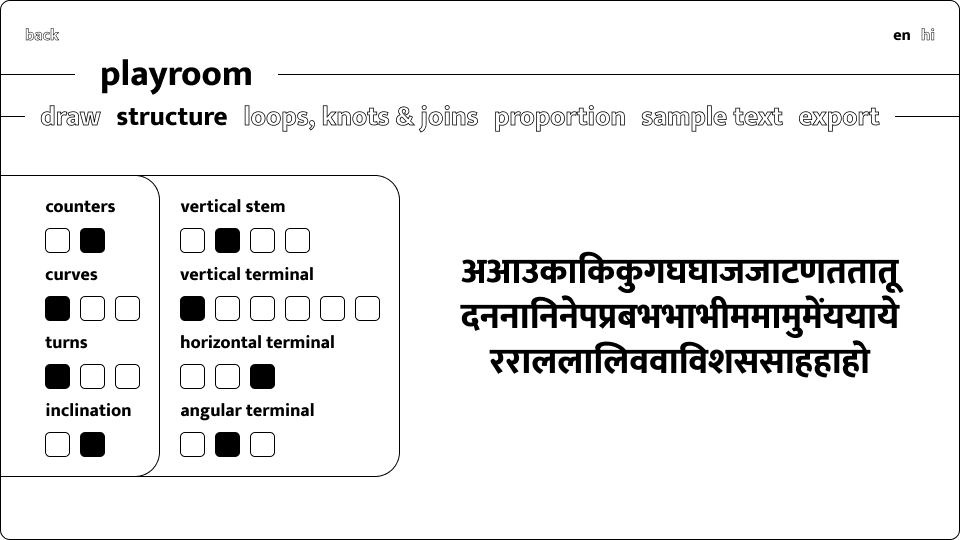 back
en hi
playroom
draw structure loops, knots & joins proportion sample text export
counters
curves
turns
inclination
vertical stem
vertical terminal
horizontal terminal
angular terminal
अआउकाकिकुगघघाजजाटणततातू
दननानिनेपप्रबभभाभीममामुमेंययाये
रराललालिववाविशससाहहाहो